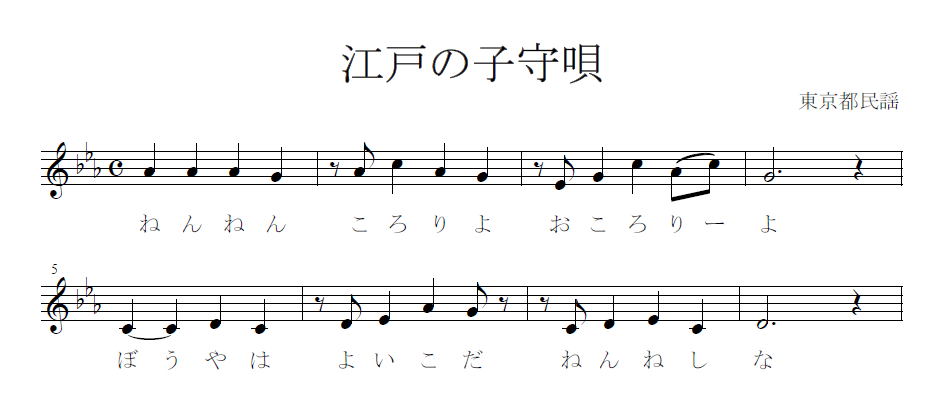 江戸の子守唄
東京都民謡
ねんねん ころりよ おころりーよ
5
ぼうやは よいこだ ねんねしな